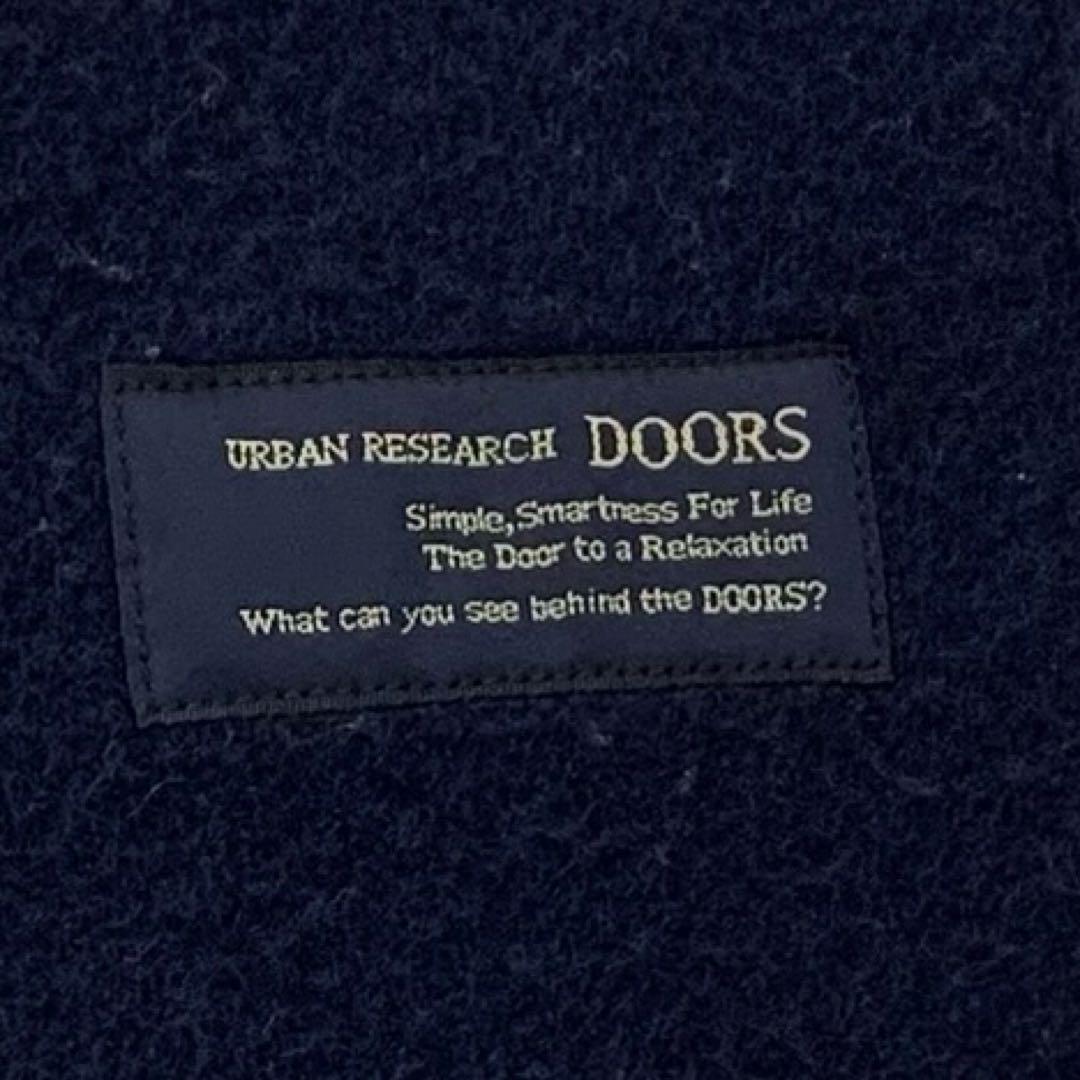 URBAN RESEARCH DOORS
Simple,Smartness For Life
The Door to a Relaxation
What can you see behind the DOORS?